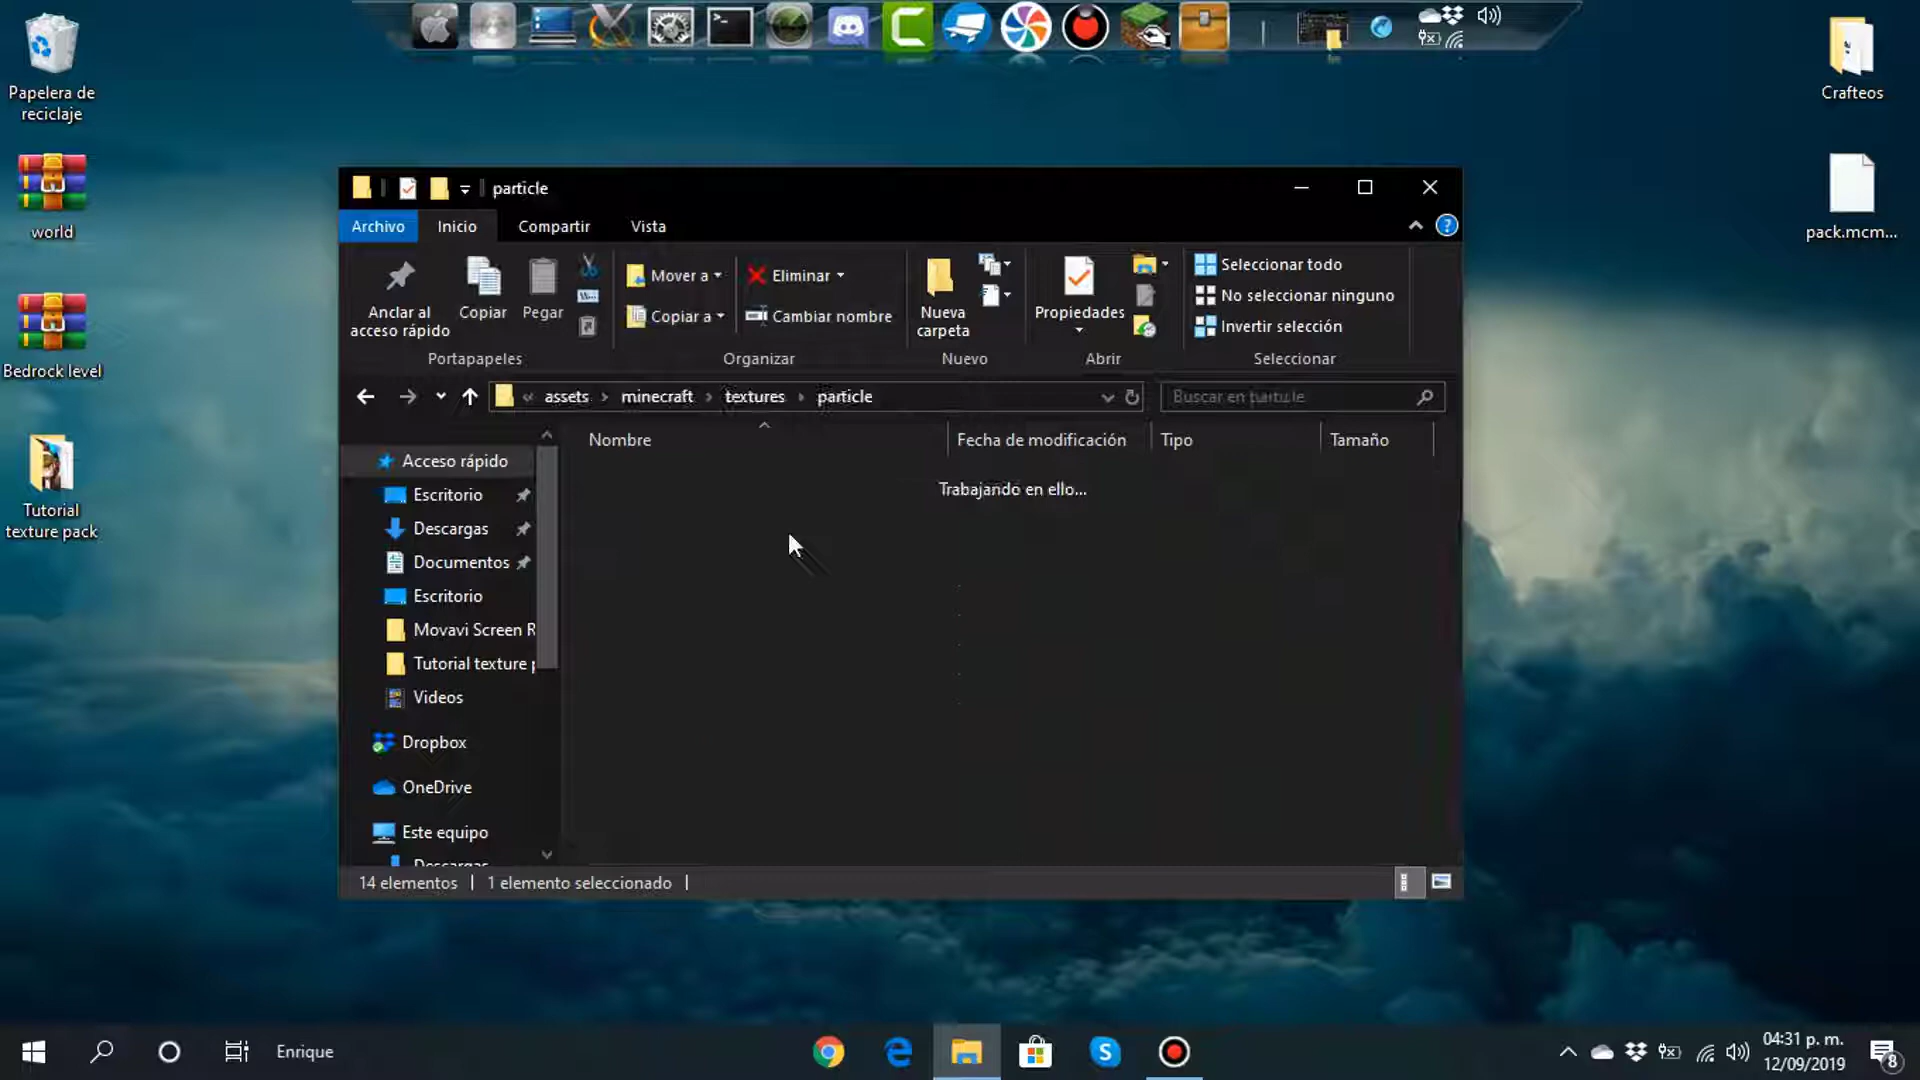 Papelera de
reciclaje
world
Bedrock level
Tutorial
texture pack
Crafteos
pack.mcm...
particle
Archivo
Inicio
Compartir
Vista
Anclar al
acceso rápido
Copiar
Pegar
Mover a
Copiar a
Eliminar
Cambiar nombre
Nueva
carpeta
Propiedades
Seleccionar todo
No seleccionar ninguno
Invertir selección
Portapapeles
Organizar
Nuevo
Abrir
Seleccionar
« assets › minecraft › textures › particle
Buscar en particle
Nombre
Fecha de modificación
Tipo
Tamaño
Trabajando en ello...
Acceso rápido
Escritorio
Descargas
Documentos
Escritorio
Movavi Screen R
Tutorial texture p
Videos
Dropbox
OneDrive
Este equipo
Descargas
14 elementos
1 elemento seleccionado
Enrique
04:31 p. m.
12/09/2019
8